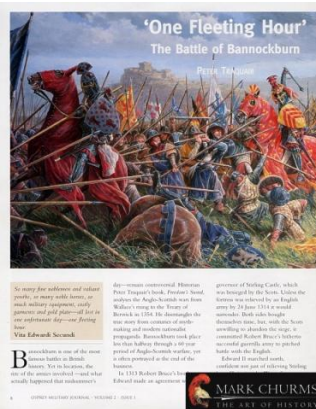 'One Fleeting Hour'
The Battle of Bannockburn
PETER TRAQUAIR
So many fine noblemen and valiant
youths, so many noble horses, so
much military equipment, costly
garments and gold plate—all lost in
one unfortunate day—one fleeting
hour
Vita Edwardi Secundi
Bannockburn is one of the most
famous battles in British
history. Yet its location, the
size of the armies involved—and what
actually happened that midsummer's
day—remain controversial. Historian
Peter Traquair's book, Freedom's Sword,
analyses the Anglo-Scottish wars from
Wallace's rising to the Treaty of
Berwick in 1354. He disentangles the
true story from centuries of myth-
making and modern nationalist
propaganda. Bannockburn took place
less than halfway through a 60 year
period of Anglo-Scottish warfare, yet
is often portrayed as the end of the
business.
In 1313 Robert Bruce's
Edward made an agreement
governor of Stirling Castle, which
was besieged by the Scots. Unless the
fortress was relieved by an English
army by 24 June 1314 it would
surrender. Both sides bought
themselves time, but, with the Scots
unwilling to abandon the siege, it
committed Robert Bruce's hitherto
successful guerrilla army to pitched
battle with the English.
Edward II marched north,
confident not just of relieving Stirling
MILITARY JOURNAL · VOLUME 2 · ISSUE
MARK CHURMS
THE ART OF HISTORY